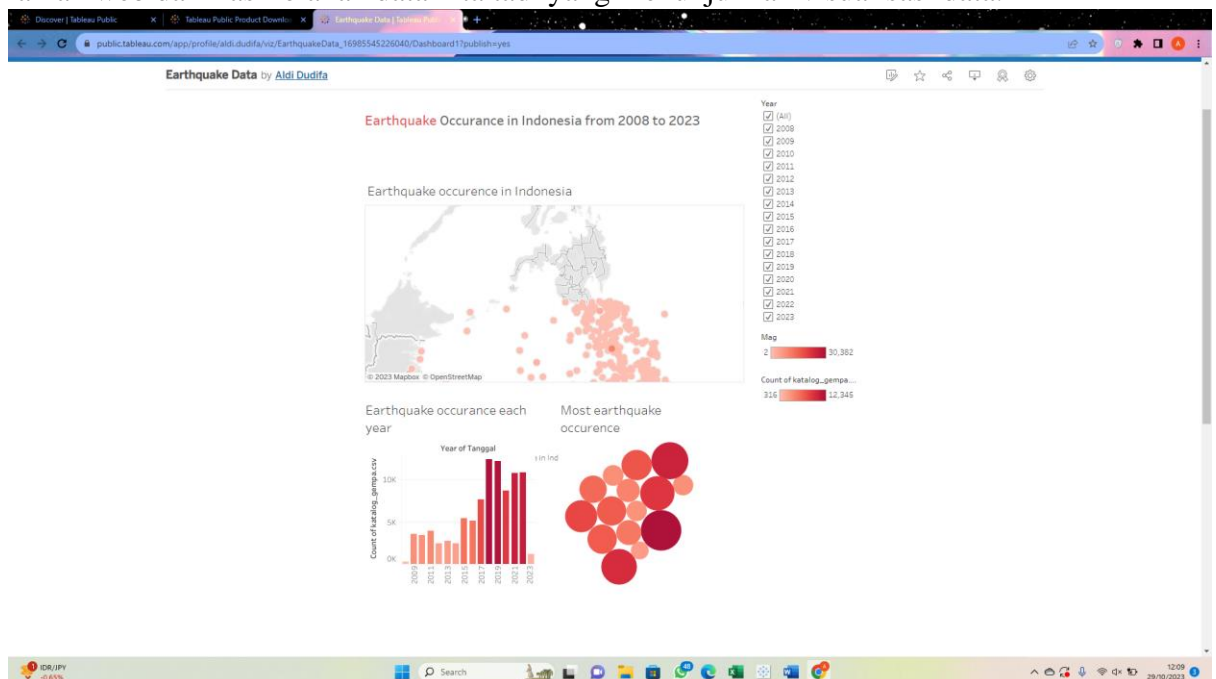 Discover | Tableau Public
Tableau Public Product Downlo
Earthquake Data | Tableau Publ
public.tableau.com/app/profile/aldi.dudifa/viz/EarthquakeData_16985545226040/Dashboard1?publish=yes
Earthquake Data by Aldi Dudifa
Earthquake Occurance in Indonesia from 2008 to 2023
Year
(All)
2008
2009
2010
2011
2012
2013
2014
2015
2016
2017
2018
2019
2020
2021
2022
2023
Earthquake occurence in Indonesia
© 2023 Mapbox © OpenStreetMap
Mag
2 30,382
Count of katalog_gempa....
316 12,345
Earthquake occurance each
year
Year of Tanggal
Count of katalog_gempa.csv
10K
5K
0K
2009 2011 2013 2015 2017 2019 2021 2023
Most earthquake
occurence
in Ind
IDR/JPY
-0.65%
Search
12:09
29/10/2023